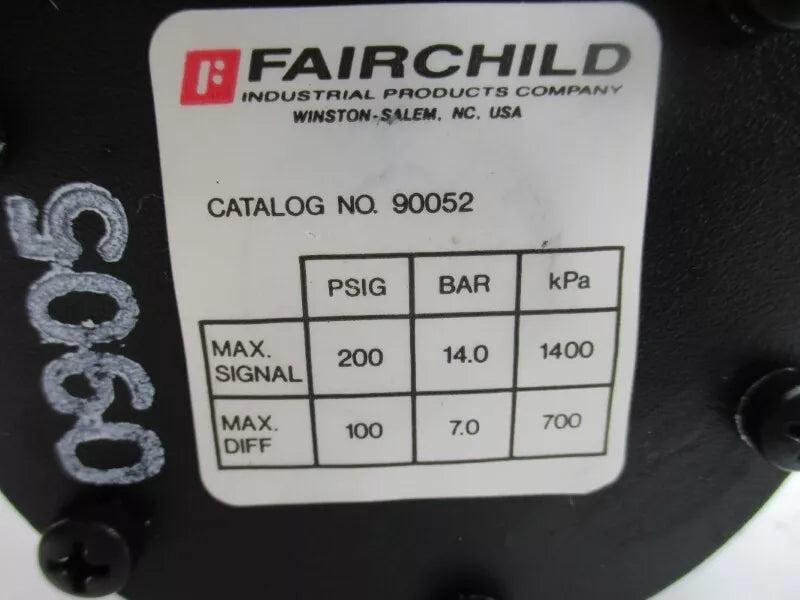 FAIRCHILD
INDUSTRIAL PRODUCTS COMPANY
WINSTON-SALEM, NC. USA
CATALOG NO. 90052
PSIG BAR kPa
MAX. SIGNAL 200 14.0 1400
MAX. DIFF 100 7.0 700
5060